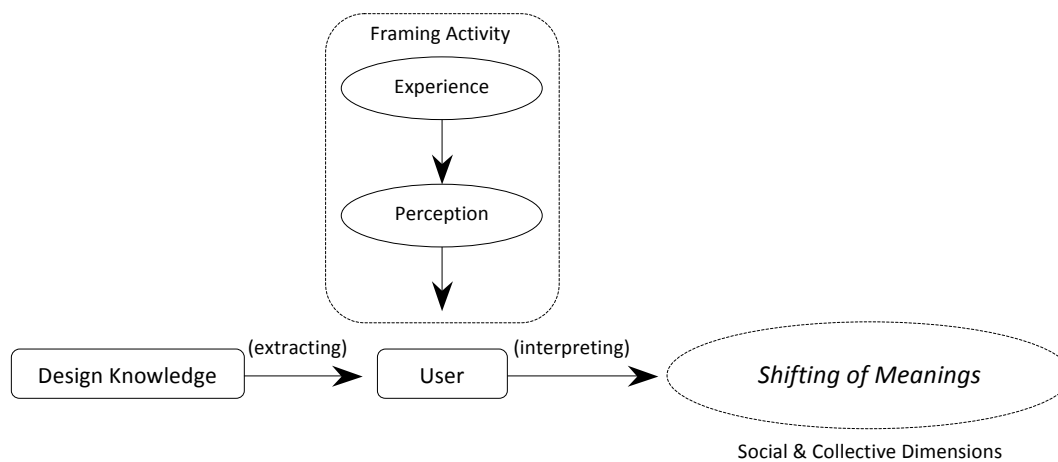 Framing Activity
Experience
Perception
(extracting)
(interpreting)
Design Knowledge
User
Shifting of Meanings
Social & Collective Dimensions